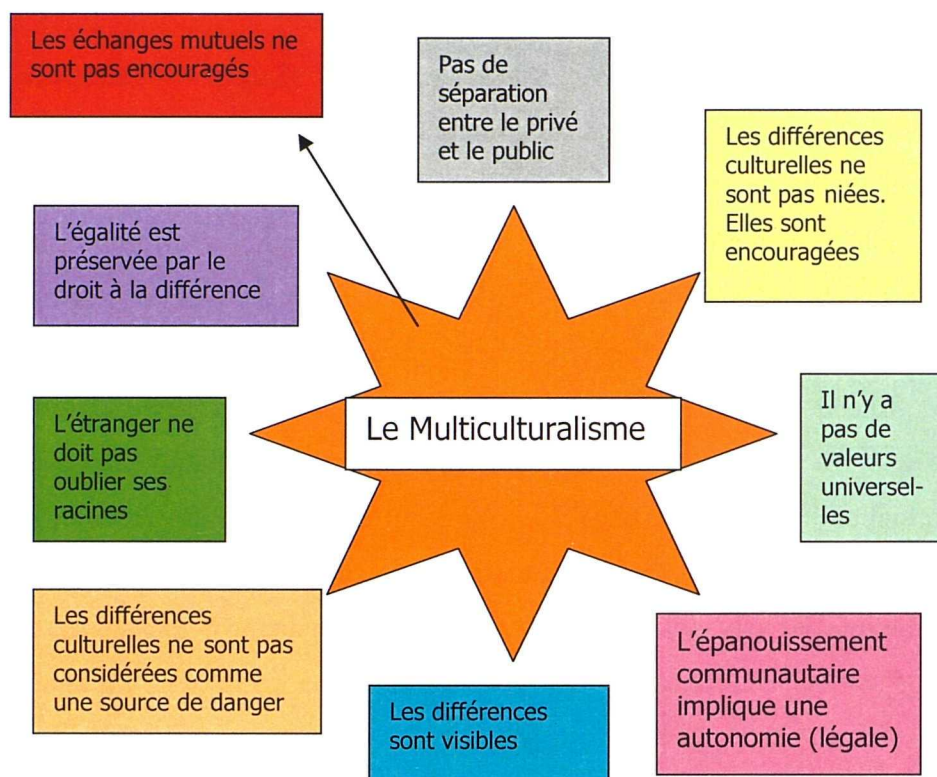 Les échanges mutuels ne
sont pas encouragés
Pas de
séparation
entre le privé
et le public
Les différences
culturelles ne
sont pas niées.
Elles sont
encouragées
L'égalité est
préservée par le
droit à la différence
Le Multiculturalisme
L'étranger ne
doit pas
oublier ses
racines
Il n'y a
pas de
valeurs
universel-
les
Les différences
culturelles ne sont pas
considérées comme
une source de danger
Les différences
sont visibles
L'épanouissement
communautaire
implique une
autonomie (légale)